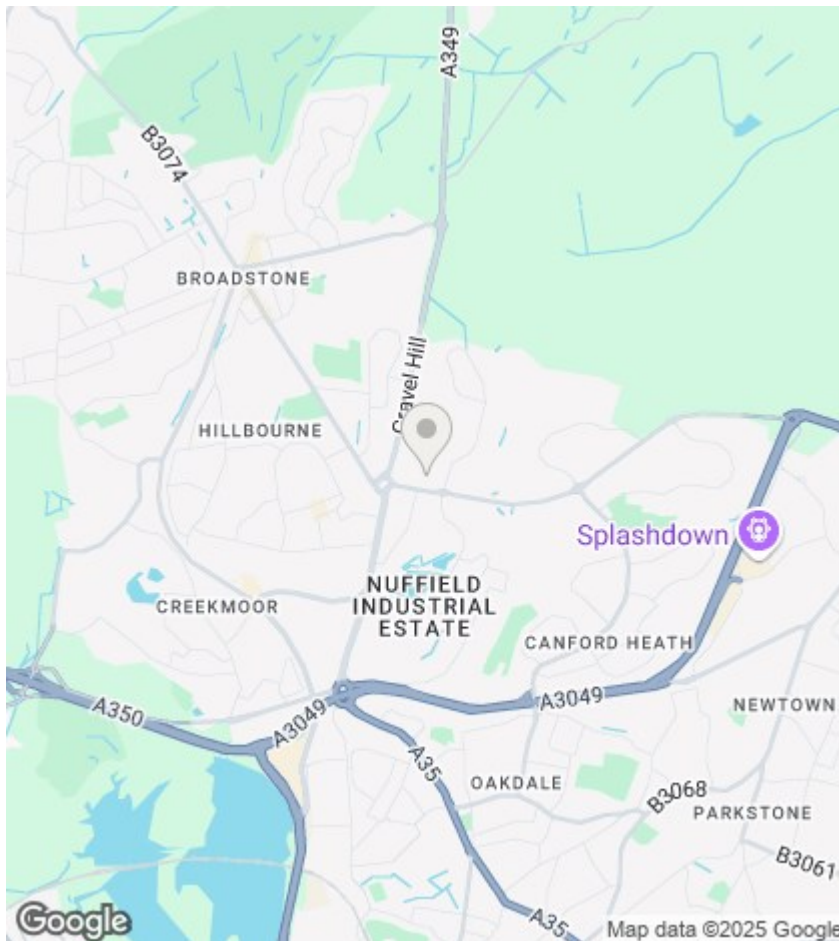 A349
B3074
BROADSTONE
Gravel Hill
HILLBOURNE
Splashdown
NUFFIELD
INDUSTRIAL
ESTATE
CREEKMOOR
CANFORD HEATH
A350
A3049
A3049
NEWTOWN
A35
OAKDALE
B3068
PARKSTONE
B3061
A35
Google
Map data ©2025 Google